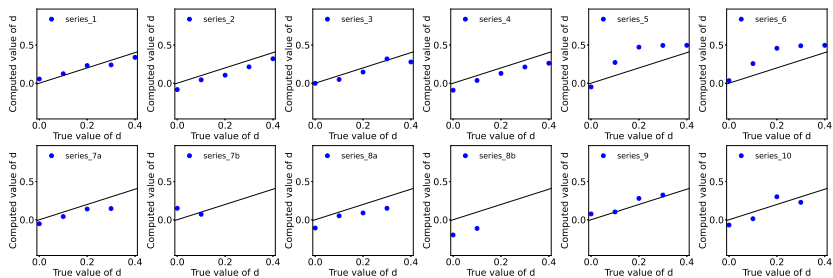 series_1 series_2 series_3 series_4 series_5 series_6
Computed value of d Computed value of d Computed value of d Computed value of d Computed value of d Computed value of d
0.5 0.5 0.5 0.5 0.5 0.5
0.0 0.0 0.0 0.0 0.0 0.0
0.0 0.2 0.4 0.0 0.2 0.4 0.0 0.2 0.4 0.0 0.2 0.4 0.0 0.2 0.4 0.0 0.2 0.4
True value of d True value of d True value of d True value of d True value of d True value of d
series_7a series_7b series_8a series_8b series_9 series_10
Computed value of d Computed value of d Computed value of d Computed value of d Computed value of d Computed value of d
0.5 0.5 0.5 0.5 0.5 0.5
0.0 0.0 0.0 0.0 0.0 0.0
0.0 0.2 0.4 0.0 0.2 0.4 0.0 0.2 0.4 0.0 0.2 0.4 0.0 0.2 0.4 0.0 0.2 0.4
True value of d True value of d True value of d True value of d True value of d True value of d